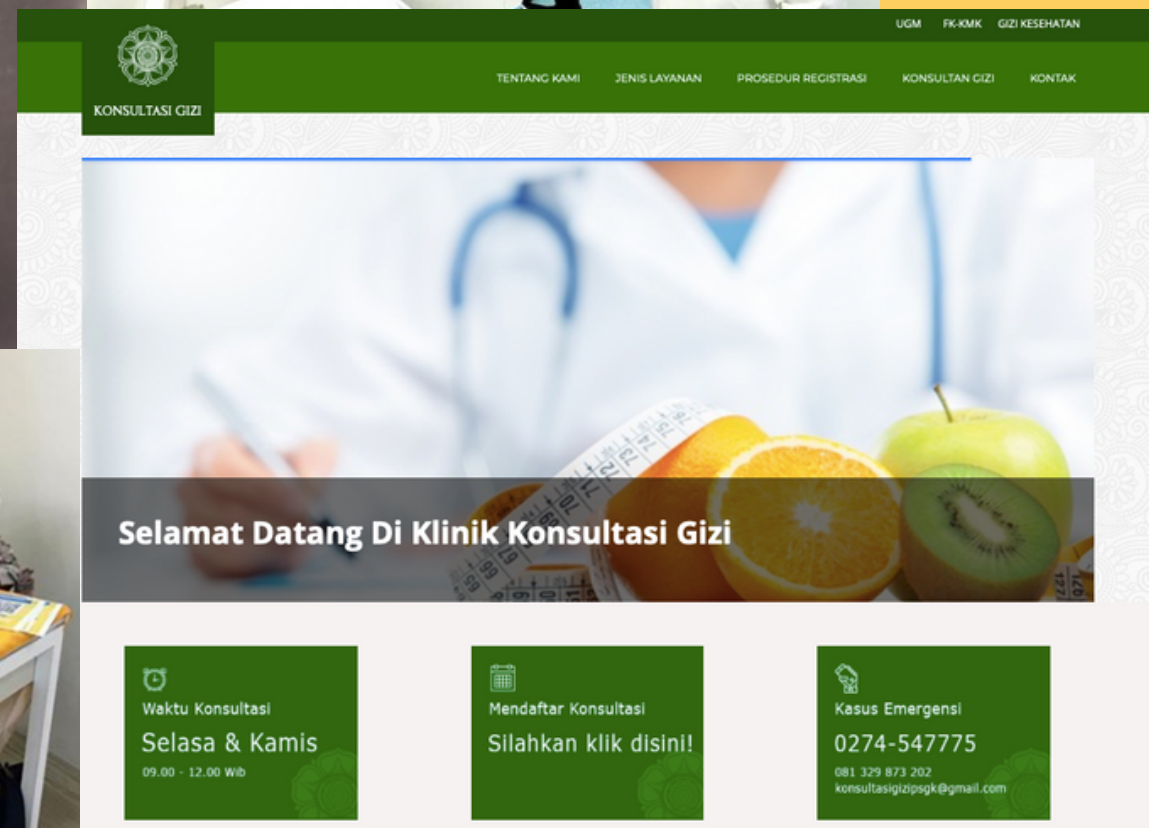 UGM FK-KMK GIZI KESEHATAN
KONSULTASI GIZI
TENTANG KAMI JENIS LAYANAN PROSEDUR REGISTRASI KONSULTAN GIZI KONTAK
Selamat Datang Di Klinik Konsultasi Gizi
Waktu Konsultasi
Selasa & Kamis
09.00 - 12.00 Wib
Mendaftar Konsultasi
Silahkan klik disini!
Kasus Emergensi
0274-547775
081 329 873 202
konsultasigizipsgk@gmail.com